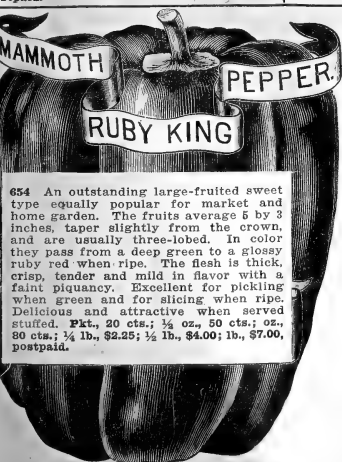 MAMMOTH
PEPPER.
RUBY KING
654 An outstanding large-fruited sweet
type equally popular for market and
home garden. The fruits average 5 by 3
inches, taper slightly from the crown,
and are usually three-lobed. In color
they pass from a deep green to a glossy
ruby red when ripe. The flesh is thick,
crisp, tender and mild in flavor with a
faint piquancy. Excellent for pickling
when green and for slicing when ripe.
Delicious and attractive when served
stuffed. Pkt., 20 cts.; ½ oz., 50 cts.; oz.,
80 cts.; ¼ lb., $2.25; ½ lb., $4.00; lb., $7.00,
postpaid.